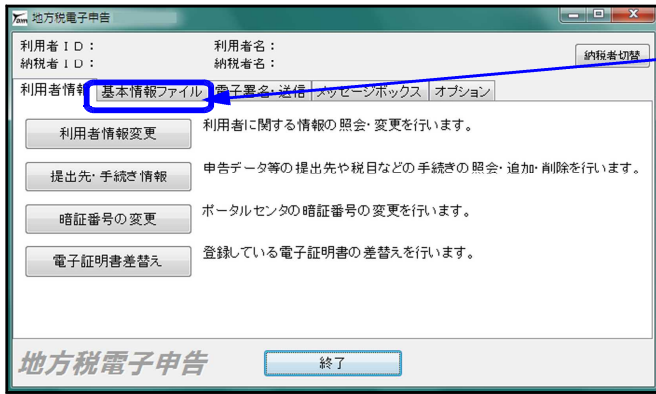 地方税電子申告
利用者ID： 利用者名：
納税者ID： 納税者名：
納税者切替
利用者情報 基本情報ファイル 電子署名・送信 メッセージボックス オプション
利用者情報変更 利用者に関する情報の照会・変更を行います。
提出先・手続き情報 申告データ等の提出先や税目などの手続きの照会・追加・削除を行います。
暗証番号の変更 ポータルセンタの暗証番号の変更を行います。
電子証明書差替え 登録している電子証明書の差替えを行います。
地方税電子申告 終了